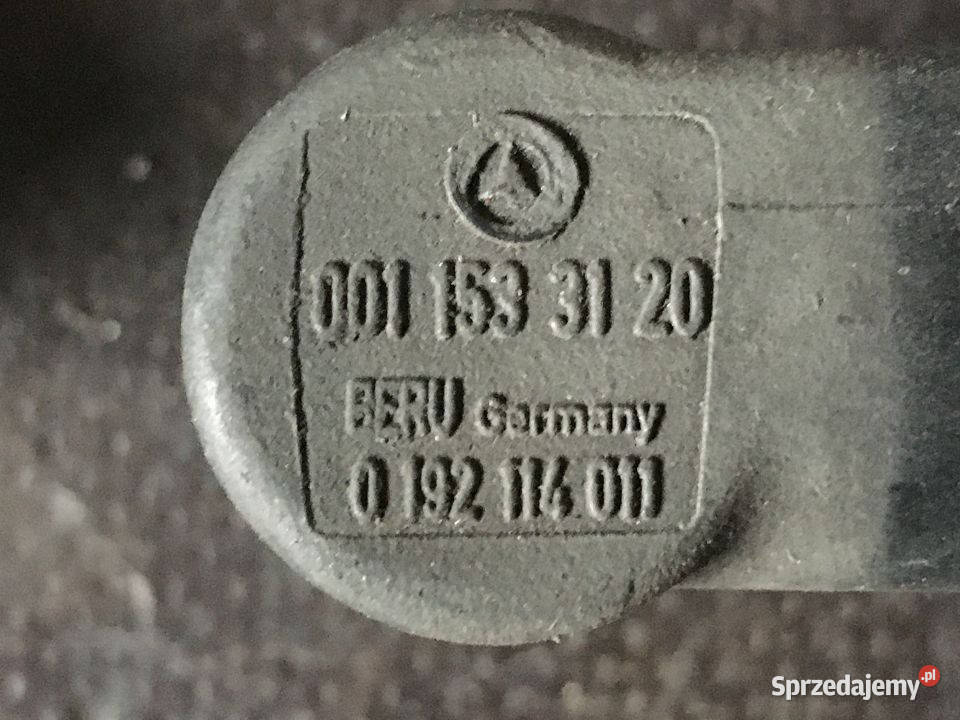 001 153 31 20
BERU Germany
0 192 114 011
Sprzedajemy.pl